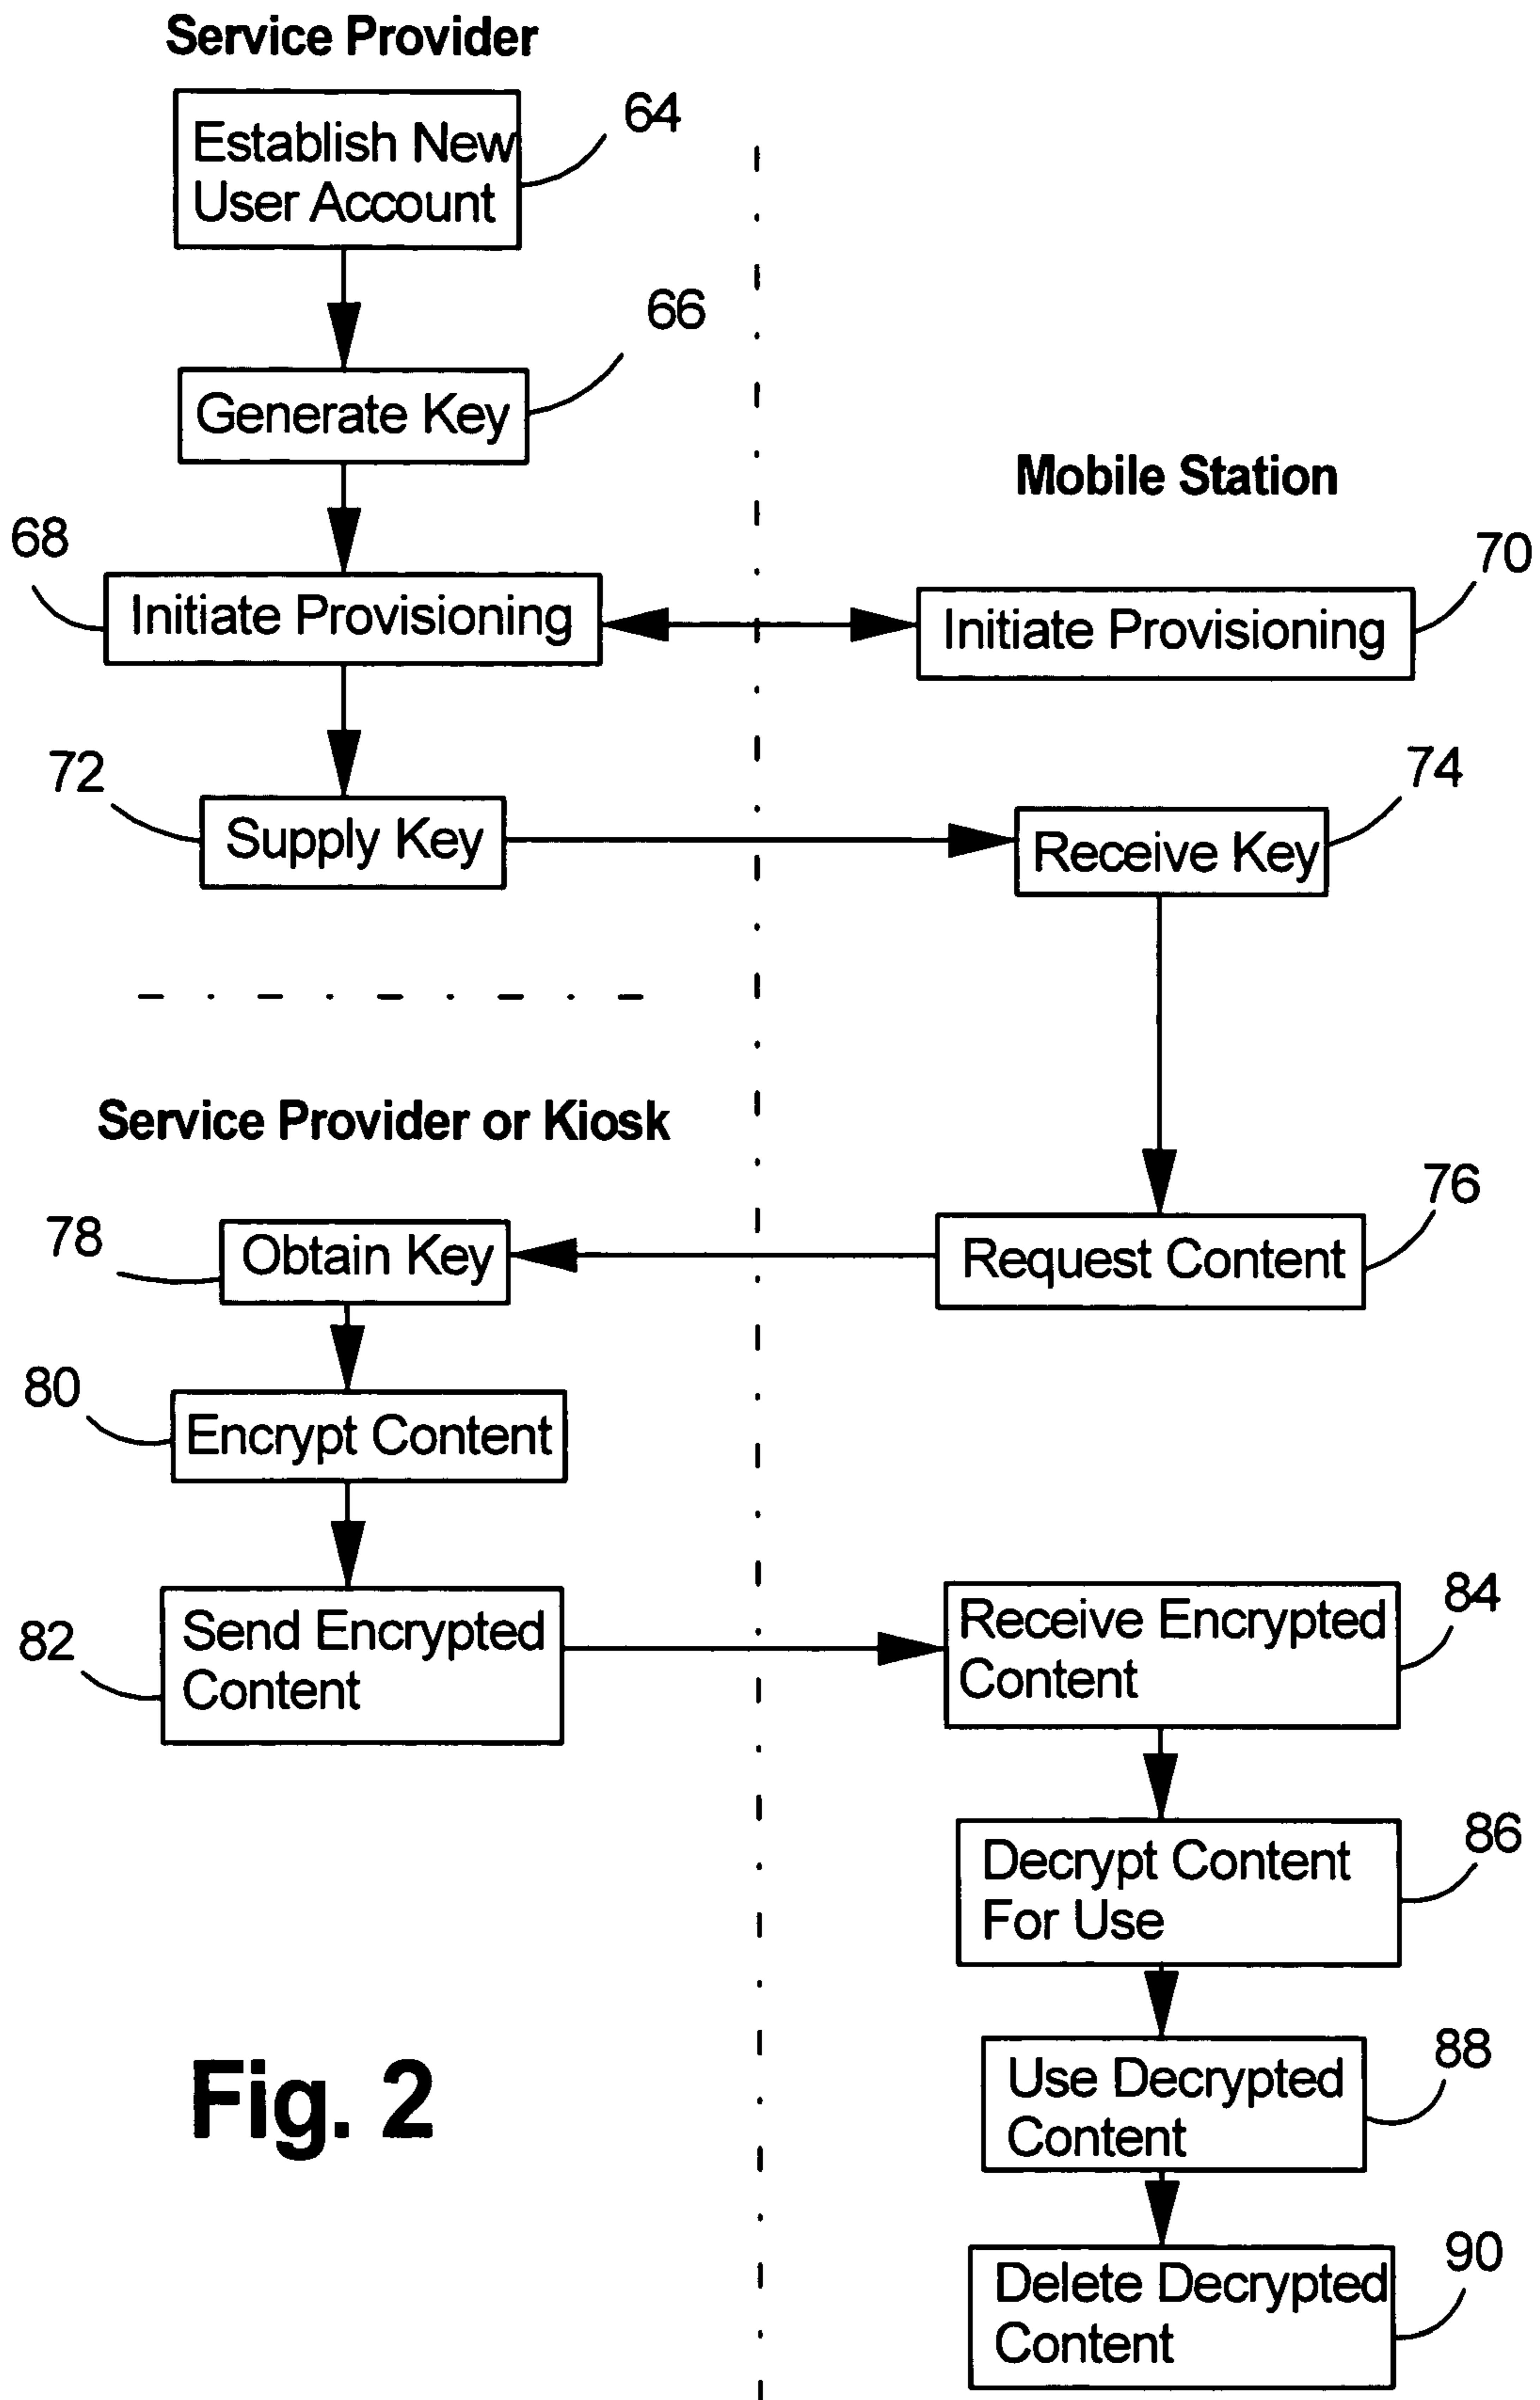 Service Provider
Establish New
User Account
64
Generate Key
66
Mobile Station
68
Initiate Provisioning
Initiate Provisioning
70
72
Supply Key
Receive Key
74
Service Provider or Kiosk
78
Obtain Key
Request Content
76
80
Encrypt Content
82
Send Encrypted
Content
Receive Encrypted
Content
84
Decrypt Content
For Use
86
Use Decrypted
Content
88
Delete Decrypted
Content
90
Fig. 2